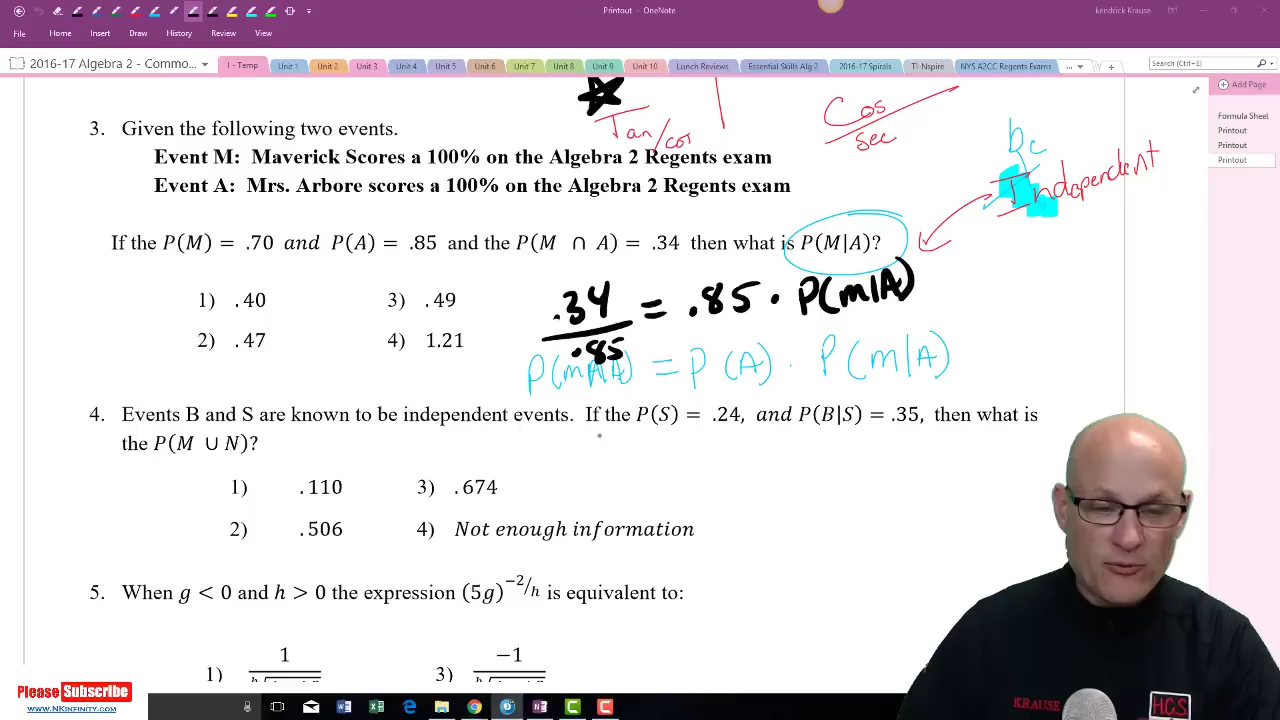 Printout - OneNote
kendrick Krause
File Home Insert Draw History Review View
2016-17 Algebra 2 - Commo... I - Temp Unit 1 Unit 2 Unit 3 Unit 4 Unit 5 Unit 6 Unit 7 Unit 8 Unit 9 Unit 10 Lunch Reviews Essential Skills Alg 2 2016-17 Spirals TI-Nspire NYS A2CC Regents Exams ... + Search (Ctrl+E)
Add Page
Formula Sheet
Printout
Printout
Printout
Tan/cot
Cos
sec
bc
Independent
3. Given the following two events.
Event M: Maverick Scores a 100% on the Algebra 2 Regents exam
Event A: Mrs. Arbore scores a 100% on the Algebra 2 Regents exam
If the P(M) = .70 and P(A) = .85 and the P(M ∩ A) = .34 then what is P(M|A)?
1) .40 3) .49
2) .47 4) 1.21
.34 = .85 · P(M|A)
.85
P(M∩A) = P(A) · P(M|A)
4. Events B and S are known to be independent events. If the P(S) = .24, and P(B|S) = .35, then what is
the P(M ∪ N)?
1) .110 3) .674
2) .506 4) Not enough information
5. When g < 0 and h > 0 the expression (5g)^−2/h is equivalent to:
1) 1 3) −1
Please Subscribe
www.NKinfinity.com
KRAUSE
HCS